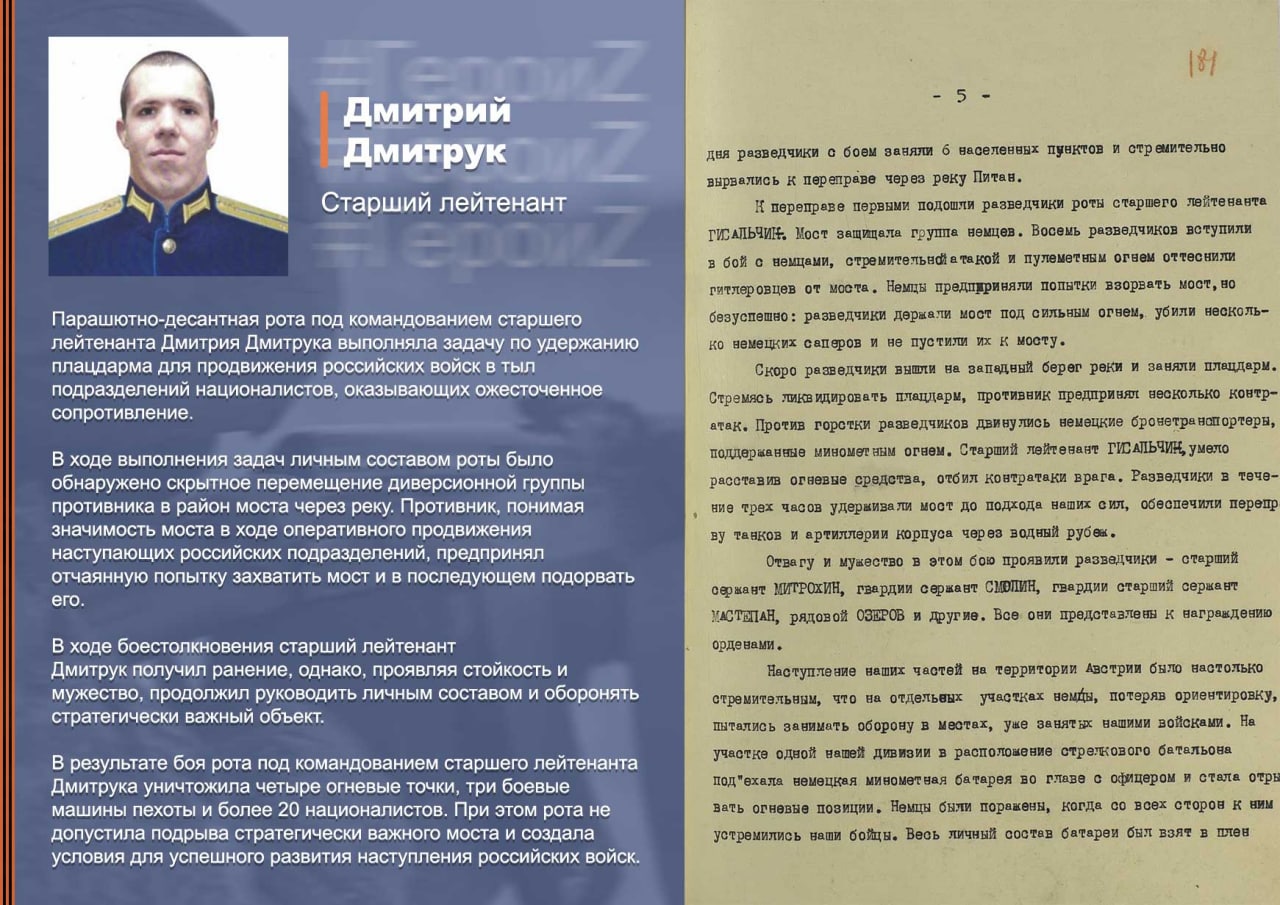 #ГероиZ
#ГероиZ
#ГероиZ
Дмитрий
Дмитрук
Старший лейтенант
Парашютно-десантная рота под командованием старшего
лейтенанта Дмитрия Дмитрука выполняла задачу по удержанию
плацдарма для продвижения российских войск в тыл
подразделений националистов, оказывающих ожесточенное
сопротивление.
В ходе выполнения задач личным составом роты было
обнаружено скрытное перемещение диверсионной группы
противника в район моста через реку. Противник, понимая
значимость моста в ходе оперативного продвижения
наступающих российских подразделений, предпринял
отчаянную попытку захватить мост и в последующем подорвать
его.
В ходе боестолкновения старший лейтенант
Дмитрук получил ранение, однако, проявляя стойкость и
мужество, продолжил руководить личным составом и оборонять
стратегически важный объект.
В результате боя рота под командованием старшего лейтенанта
Дмитрука уничтожила четыре огневые точки, три боевые
машины пехоты и более 20 националистов. При этом рота не
допустила подрыва стратегически важного моста и создала
условия для успешного развития наступления российских войск.
181
- 5 -
дня разведчики с боем заняли 6 населенных пунктов и стремительно
вырвались к переправе через реку Питан.
К переправе первыми подошли разведчики роты старшего лейтенанта
ГИСАЛЬЧИН. Мост защищала группа немцев. Восемь разведчиков вступили
в бой с немцами, стремительной атакой и пулеметным огнем оттеснили
гитлеровцев от моста. Немцы предприняли попытки взорвать мост, но
безуспешно: разведчики держали мост под сильным огнем, убили несколь-
ко немецких саперов и не пустили их к мосту.
Скоро разведчики вышли на западный берег реки и заняли плацдарм.
Стремясь ликвидировать плацдарм, противник предпринял несколько контр-
атак. Против горстки разведчиков двинулись немецкие бронетранспортеры,
поддержанные минометным огнем. Старший лейтенант ГИСАЛЬЧИН, умело
расставив огневые средства, отбил контратаки врага. Разведчики в тече-
ние трех часов удерживали мост до подхода наших сил, обеспечили перепр
ву танков и артиллерии корпуса через водный рубеж.
Отвагу и мужество в этом бою проявили разведчики - старший
сержант МИТРОХИН, гвардии сержант СМОЛИН, гвардии старший сержант
МАСТЕПАН, рядовой ОЗЕРОВ и другие. Все они представлены к награждению
орденами.
Наступление наших частей на территории Австрии было настолько
стремительным, что на отдельных участках немцы, потеряв ориентировку,
пытались занимать оборону в местах, уже занятых нашими войсками. На
участке одной нашей дивизии в расположение стрелкового батальона
под"ехала немецкая минометная батарея во главе с офицером и стала отры
вать огневые позиции. Немцы были поражены, когда со всех сторон к ним
устремились наши бойцы. Весь личный состав батареи был взят в плен